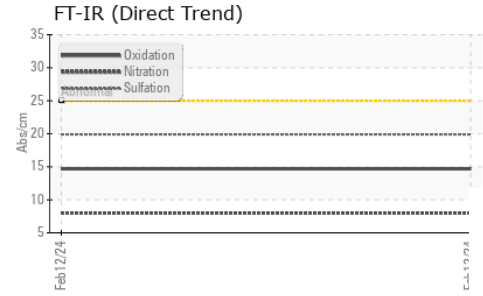 FT-IR (Direct Trend)
35
30
25
20
15
10
5
Abs/cm
Oxidation
Nitration
Sulfation
Abnormal
Feb12/24
Feb12/24